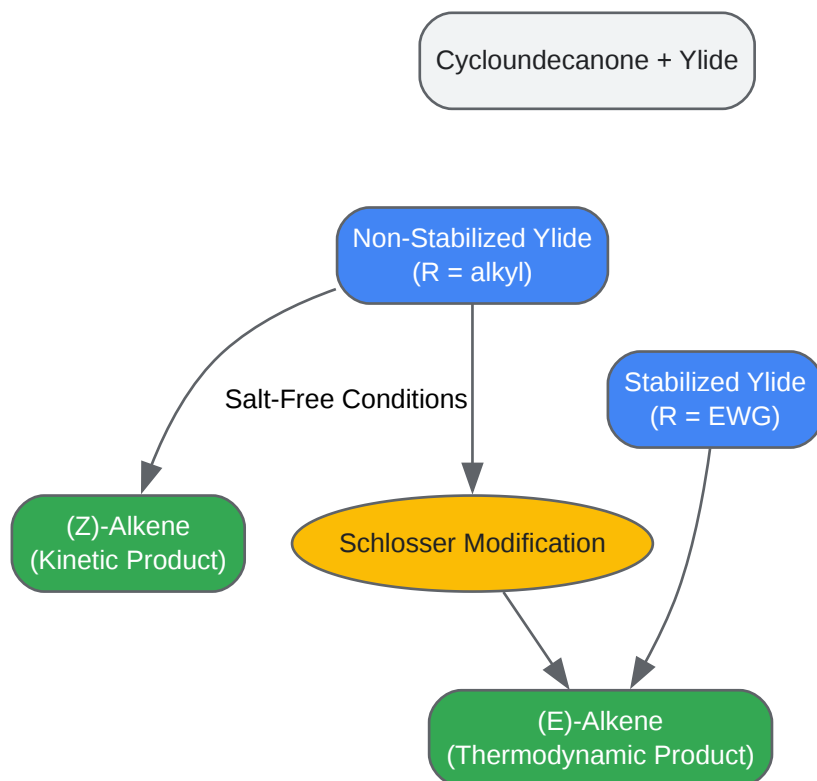 Cycloundecanone + Ylide
Non-Stabilized Ylide
(R = alkyl)
Salt-Free Conditions
Stabilized Ylide
(R = EWG)
(Z)-Alkene
(Kinetic Product)
Schlosser Modification
(E)-Alkene
(Thermodynamic Product)